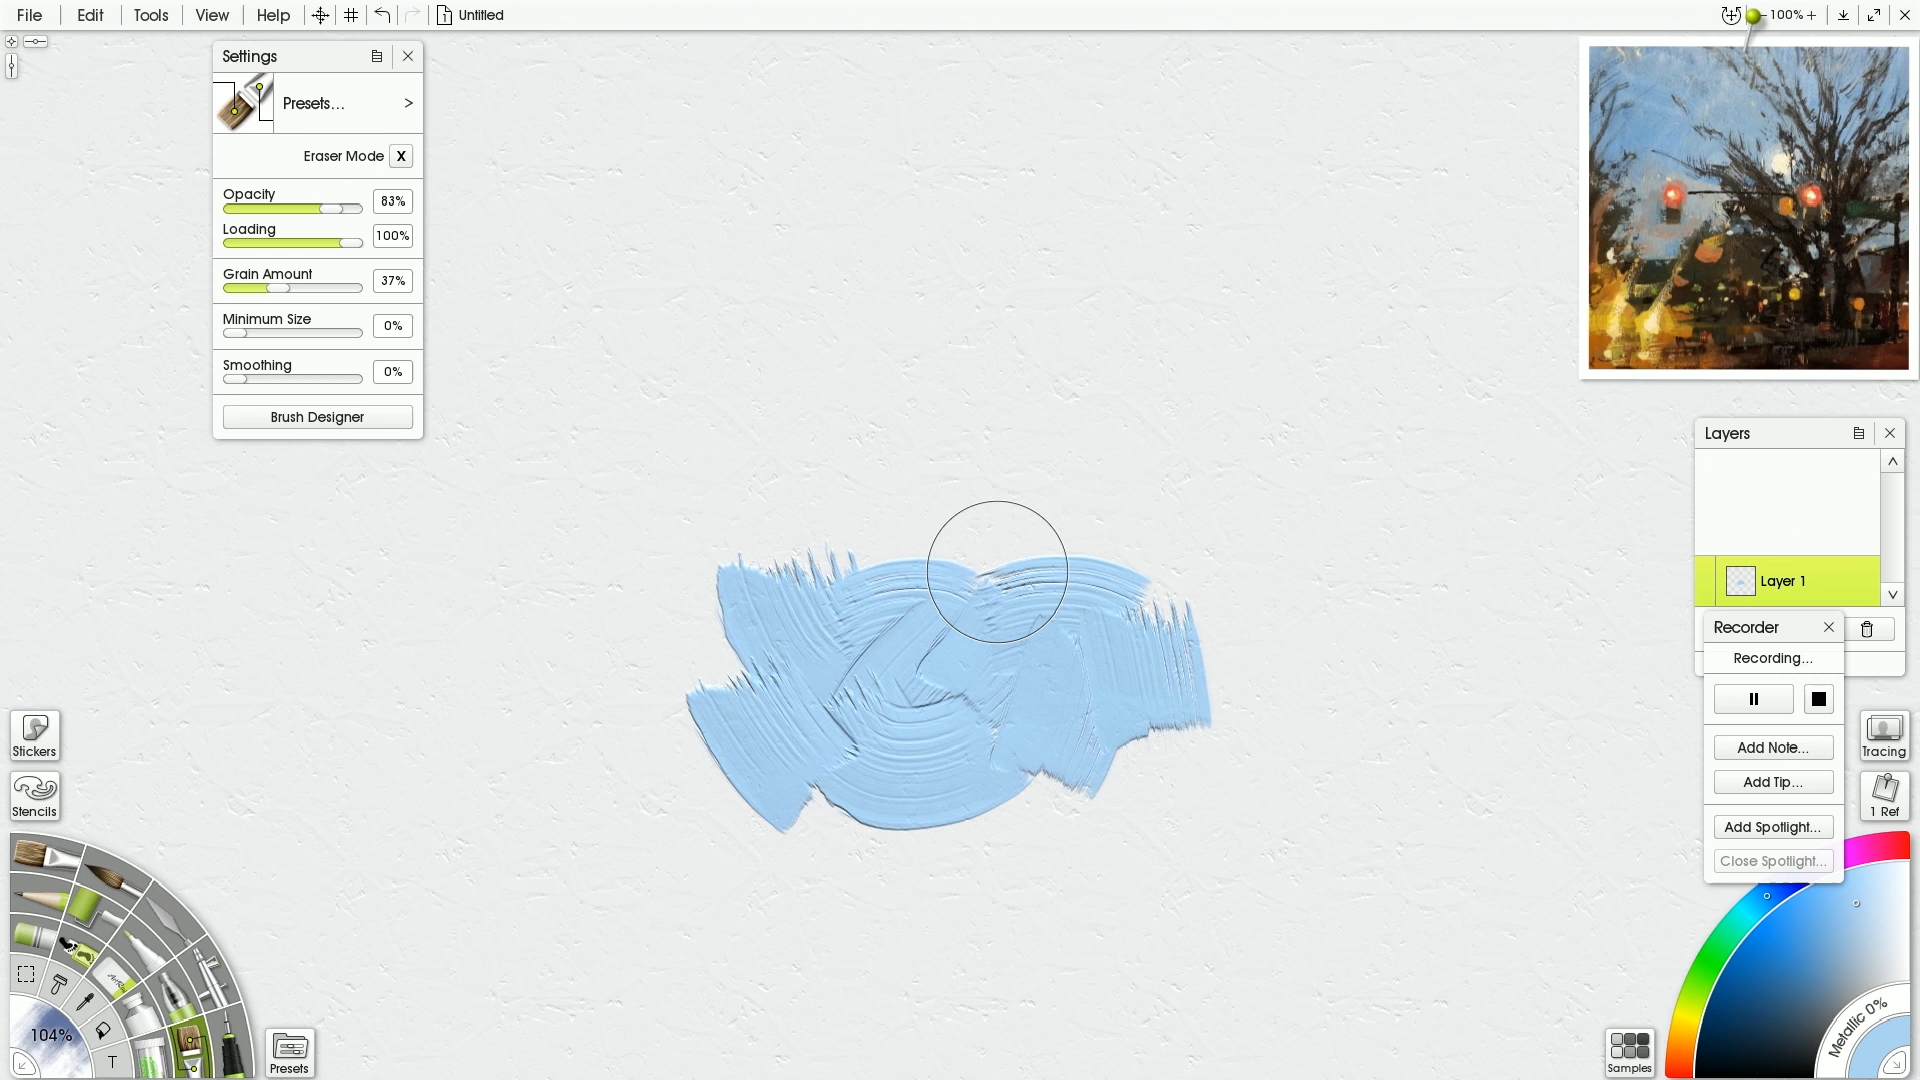 File Edit Tools View Help 1 Untitled 100%
Settings
Presets... >
Eraser Mode X
Opacity 83%
Loading 100%
Grain Amount 37%
Minimum Size 0%
Smoothing 0%
Brush Designer
Layers
Layer 1
Recorder
Recording...
Add Note...
Add Tip...
Add Spotlight...
Close Spotlight...
Stickers
Stencils
Tracing
1 Ref
104%
T
Presets
Samples
Metallic 0%